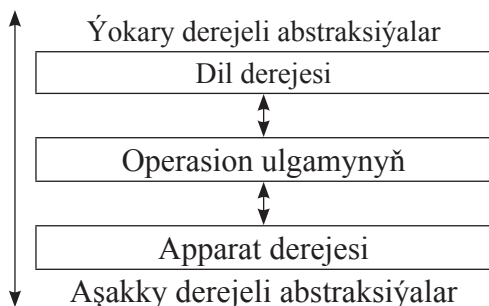 Ýokary derejeli abstraksiýalar
Dil derejesi
Operasion ulgamynyň
Apparat derejesi
Aşakky derejeli abstraksiýalar